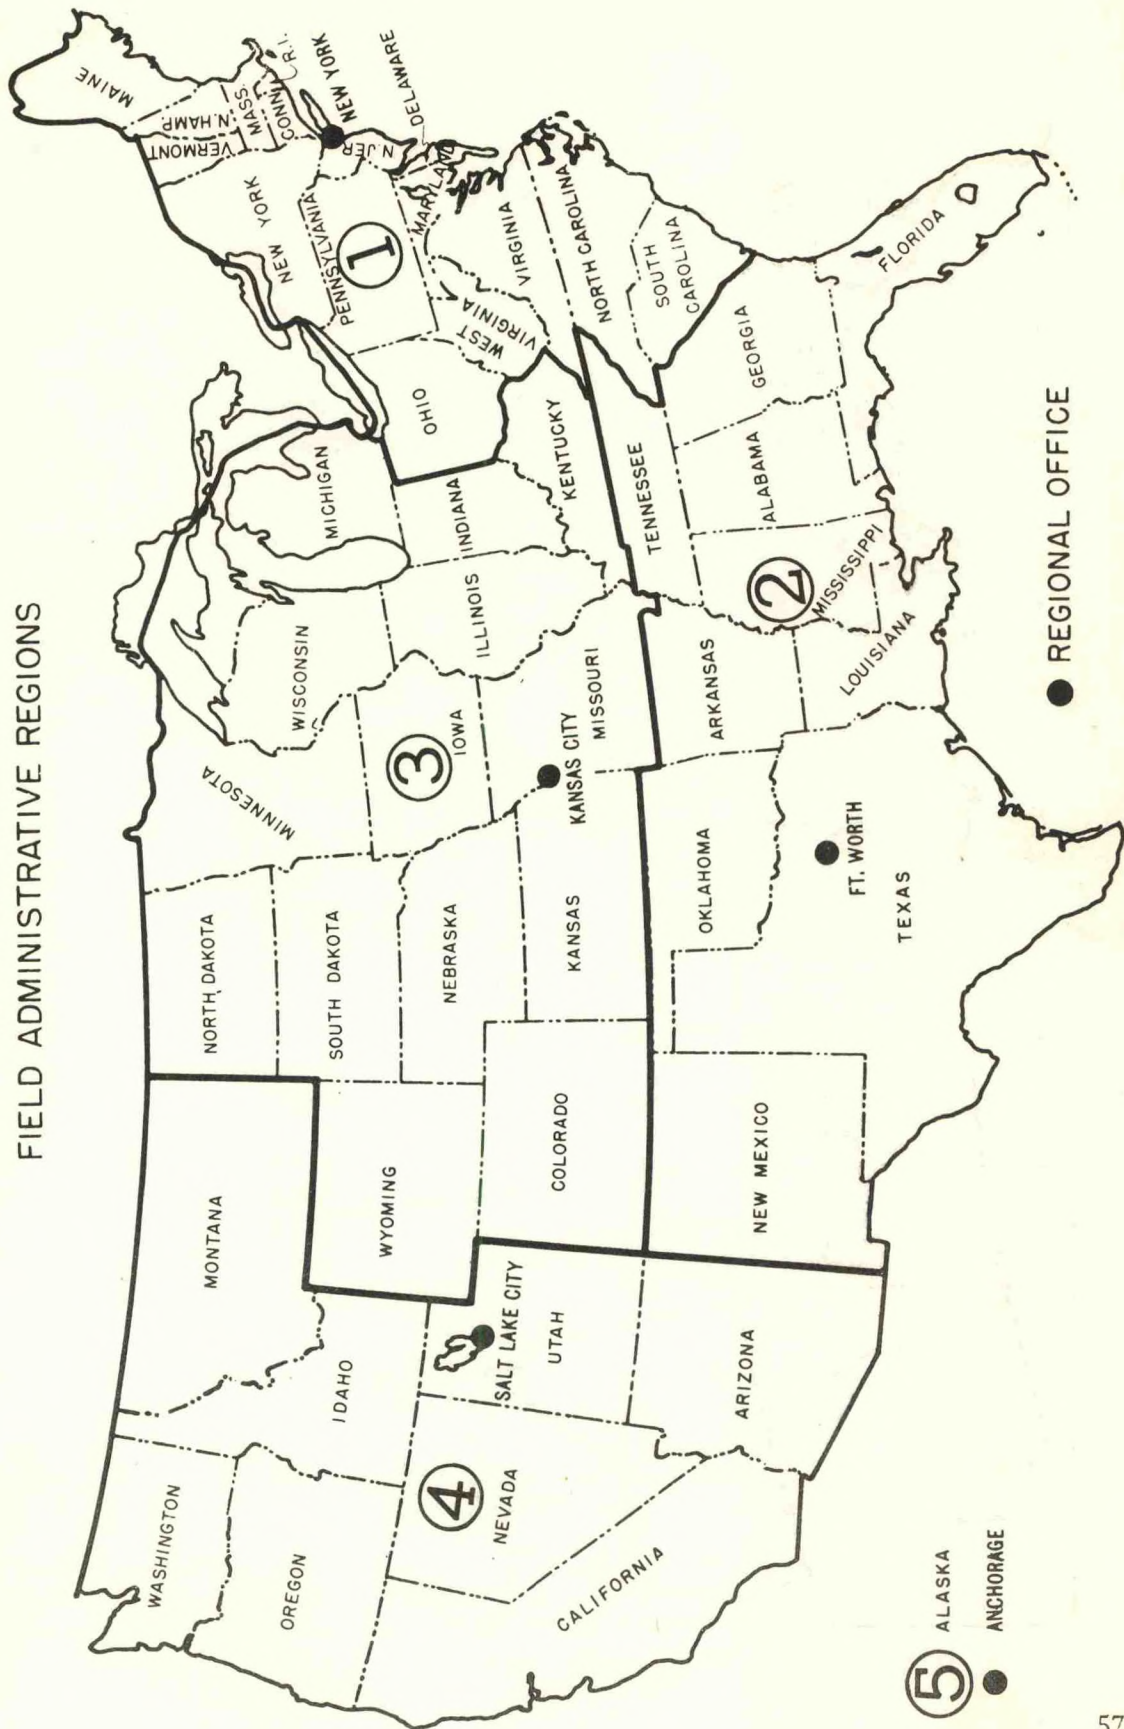 FIELD ADMINISTRATIVE REGIONS
WASHINGTON
OREGON
CALIFORNIA
④
NEVADA
IDAHO
MONTANA
WYOMING
SALT LAKE CITY
UTAH
ARIZONA
COLORADO
NEW MEXICO
NORTH DAKOTA
SOUTH DAKOTA
NEBRASKA
KANSAS
OKLAHOMA
FT. WORTH
TEXAS
MINNESOTA
③
IOWA
KANSAS CITY
MISSOURI
ARKANSAS
LOUISIANA
WISCONSIN
ILLINOIS
MICHIGAN
INDIANA
KENTUCKY
TENNESSEE
②
MISSISSIPPI
ALABAMA
GEORGIA
FLORIDA
OHIO
WEST
VIRGINIA
VIRGINIA
NORTH CAROLINA
SOUTH
CAROLINA
①
PENNSYLVANIA
NEW YORK
MARYLAND
DELAWARE
N.JER.
NEW YORK
VERMONT
N.HAMP.
MAINE
MASS.
CONN.
R.I.
⑤ ALASKA
ANCHORAGE
REGIONAL OFFICE
57